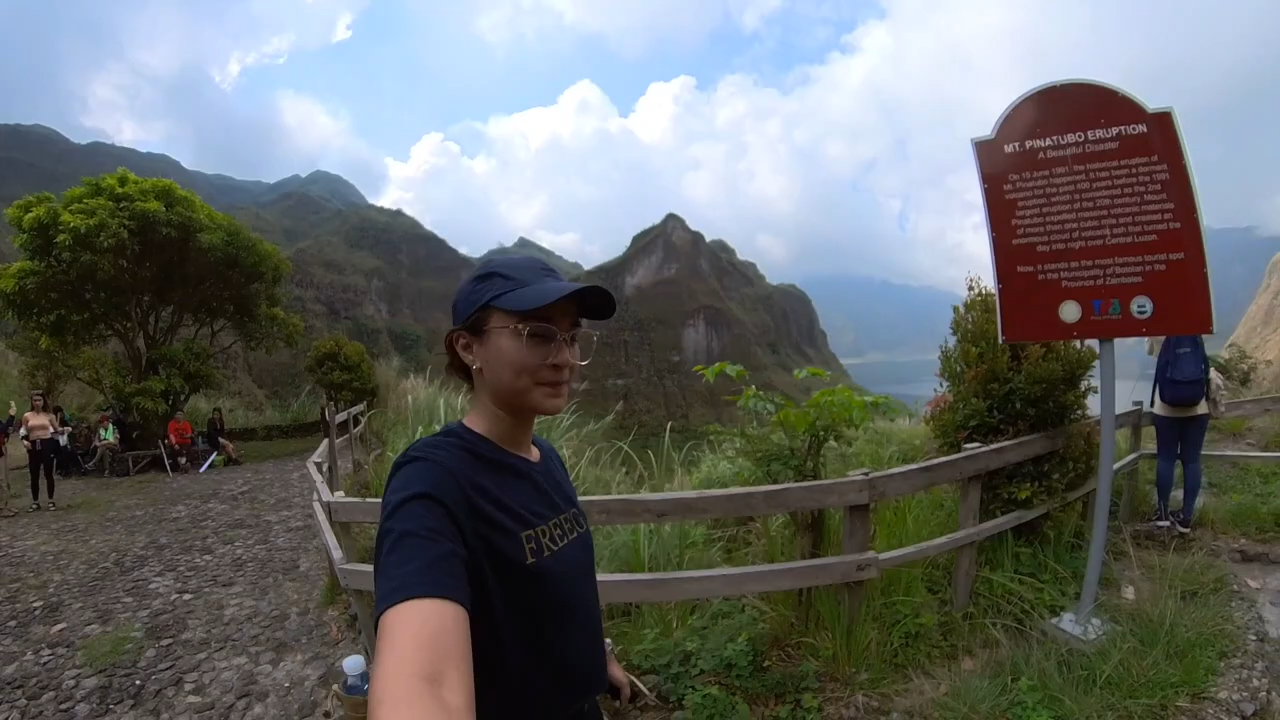 MT. PINATUBO ERUPTION
A Beautiful Disaster
On 15 June 1991, the historical eruption of
Mt. Pinatubo happened. It has been a dormant
volcano for the past 400 years before the 1991
eruption, which is considered as the 2nd
largest eruption of the 20th century. Mount
Pinatubo expelled massive volcanic materials
of more than one cubic mile and created an
enormous cloud of volcanic ash that turned the
day into night over Central Luzon.
Now, it stands as the most famous tourist spot
in the Municipality of Botolan in the
Province of Zambales.
FREEC